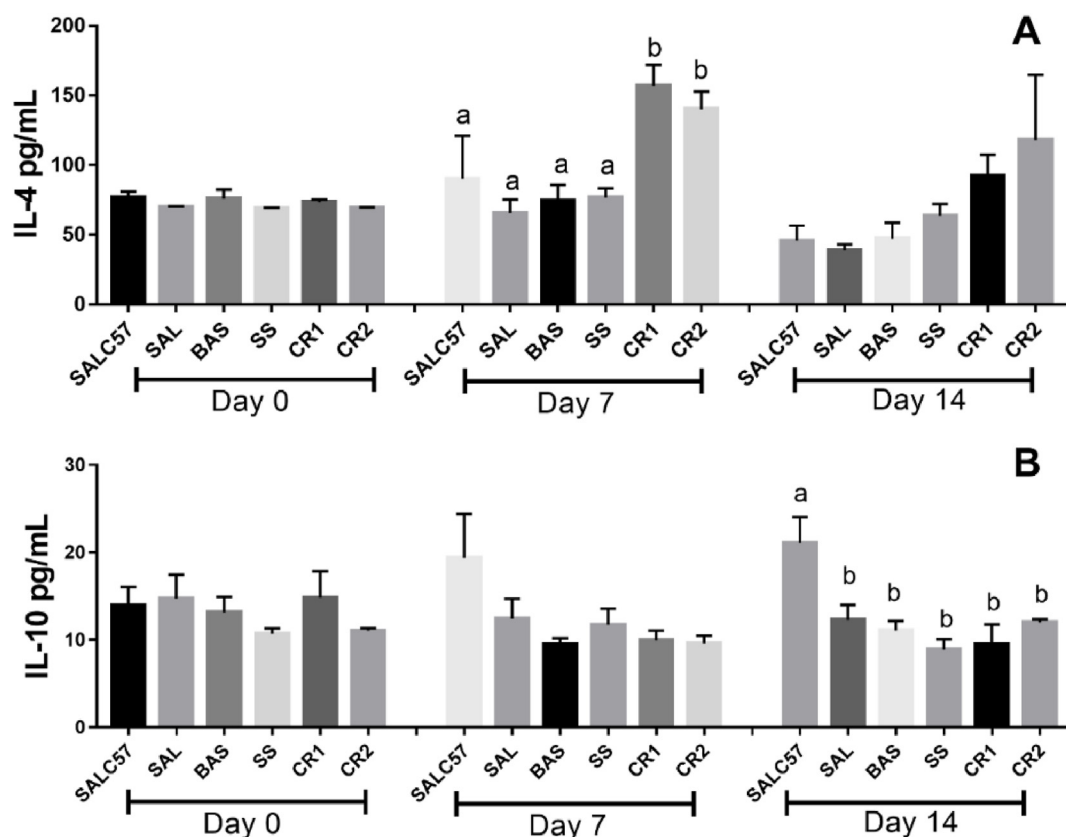 A
IL-4 pg/mL
200
150
100
50
0
a
a
a
a
b
b
SALC57 SAL BAS SS CR1 CR2 SALC57 SAL BAS SS CR1 CR2 SALC57 SAL BAS SS CR1 CR2
Day 0 Day 7 Day 14
B
IL-10 pg/mL
30
20
10
0
a
b
b
b
b
b
SALC57 SAL BAS SS CR1 CR2 SALC57 SAL BAS SS CR1 CR2 SALC57 SAL BAS SS CR1 CR2
Day 0 Day 7 Day 14